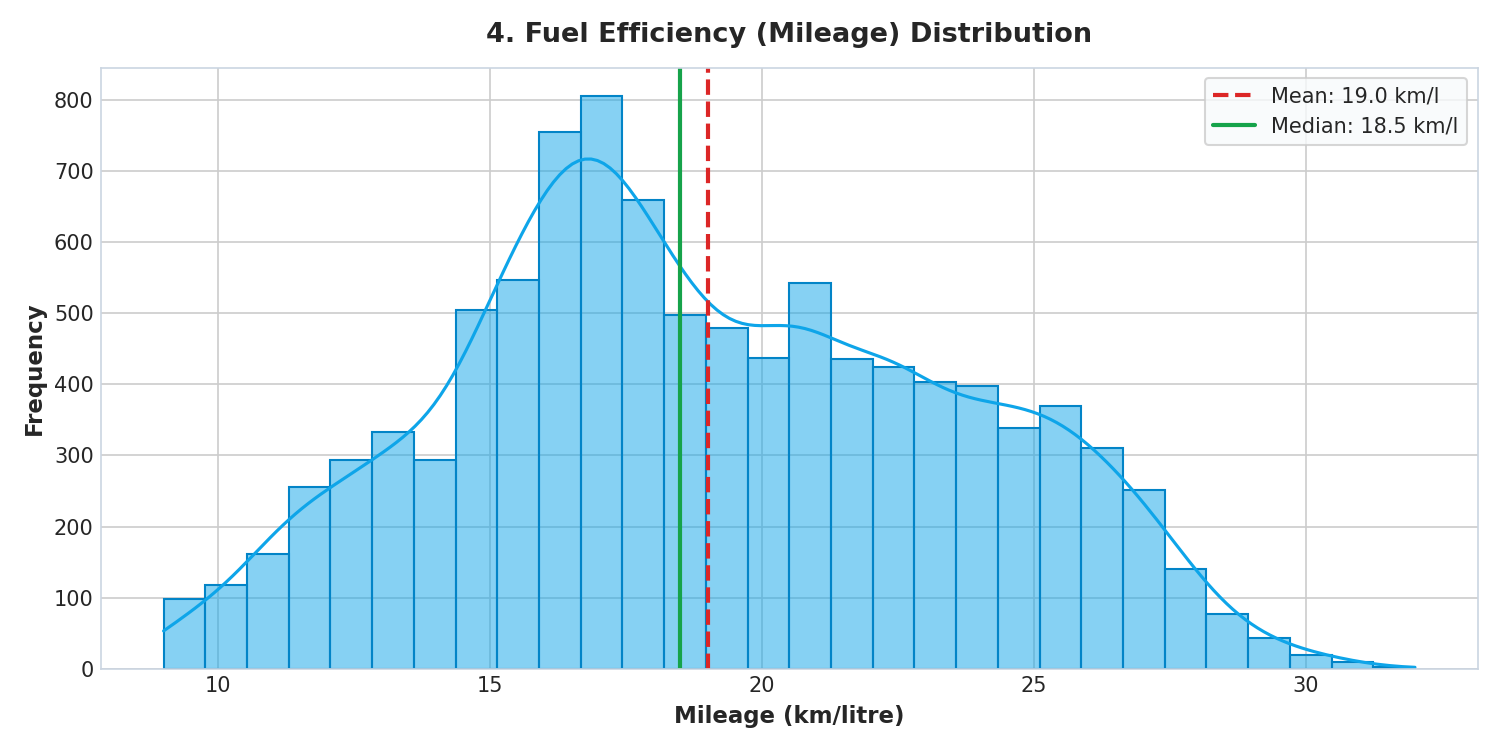 4. Fuel Efficiency (Mileage) Distribution
Mean: 19.0 km/l
Median: 18.5 km/l
Frequency
800
700
600
500
400
300
200
100
0
10 15 20 25 30
Mileage (km/litre)